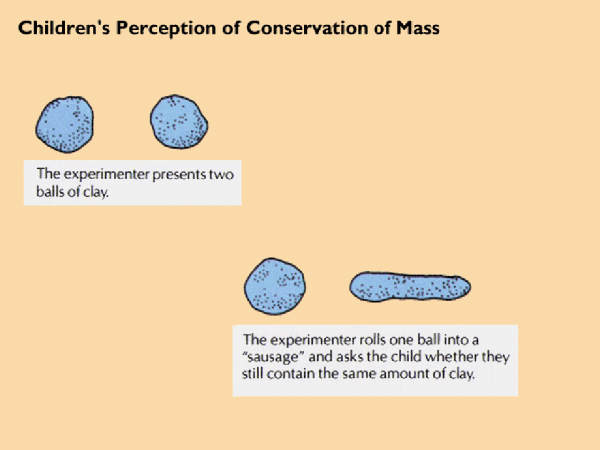 Children's Perception of Conservation of Mass
The experimenter presents two
balls of clay.
The experimenter rolls one ball into a
“sausage” and asks the child whether they
still contain the same amount of clay.